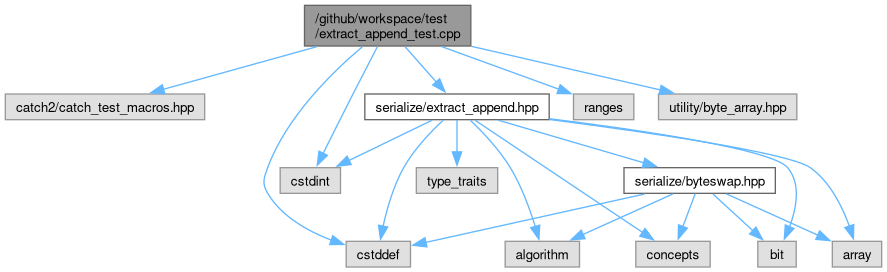 /github/workspace/test
/extract_append_test.cpp
catch2/catch_test_macros.hpp
serialize/extract_append.hpp
ranges
utility/byte_array.hpp
cstdint
type_traits
serialize/byteswap.hpp
cstddef
algorithm
concepts
bit
array